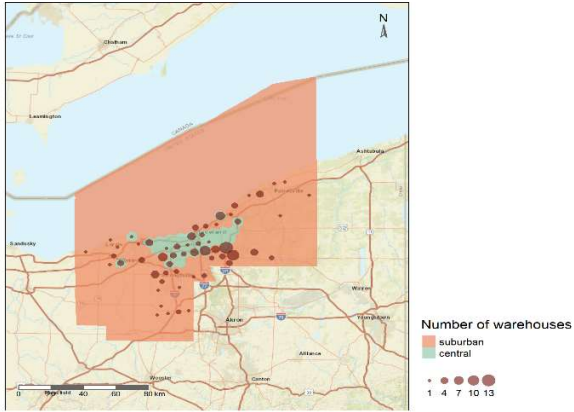 N
Chatham
Leamington
CANADA
Ashtabula
Painesville
Sandusky
Warren
Youngstown
Akron
Alliance
Wooster
Canton
0 20 40 60 80 km
Number of warehouses
suburban
central
1 4 7 10 13